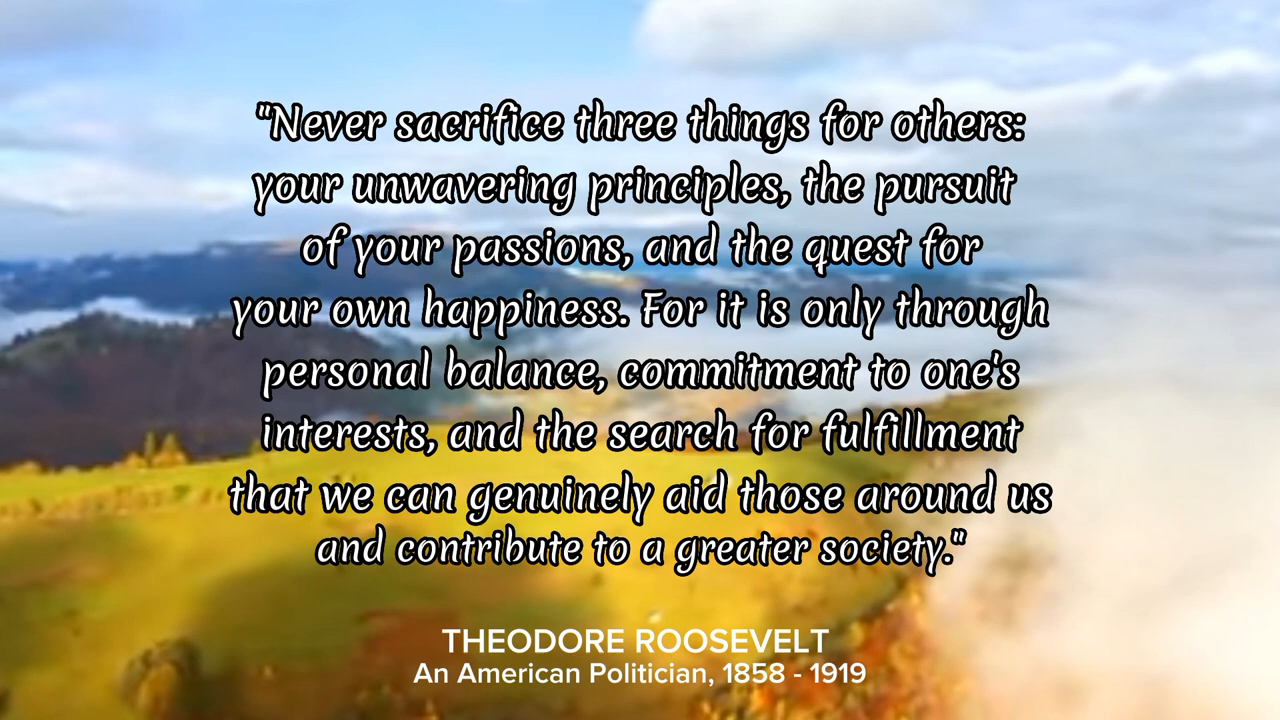 "Never sacrifice three things for others:
your unwavering principles, the pursuit
of your passions, and the quest for
your own happiness. For it is only through
personal balance, commitment to one's
interests, and the search for fulfillment
that we can genuinely aid those around us
and contribute to a greater society."
THEODORE ROOSEVELT
An American Politician, 1858 - 1919